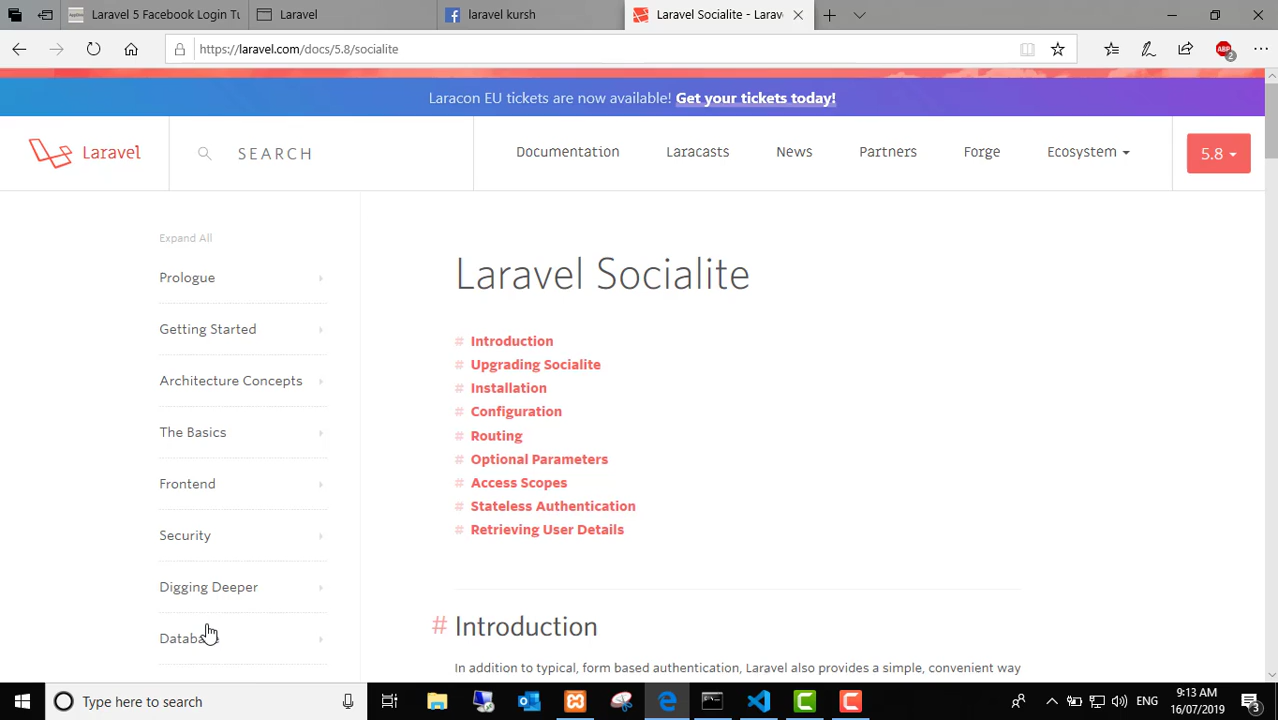 Laravel 5 Facebook Login Tu
Laravel
laravel kursh
Laravel Socialite - Larav
https://laravel.com/docs/5.8/socialite
ABP
2
Laracon EU tickets are now available! Get your tickets today!
Laravel
SEARCH
Documentation
Laracasts
News
Partners
Forge
Ecosystem
5.8
Expand All
Prologue
Getting Started
Architecture Concepts
The Basics
Frontend
Security
Digging Deeper
Database
Laravel Socialite
# Introduction
# Upgrading Socialite
# Installation
# Configuration
# Routing
# Optional Parameters
# Access Scopes
# Stateless Authentication
# Retrieving User Details
# Introduction
In addition to typical, form based authentication, Laravel also provides a simple, convenient way
Type here to search
ENG
9:13 AM
16/07/2019
3